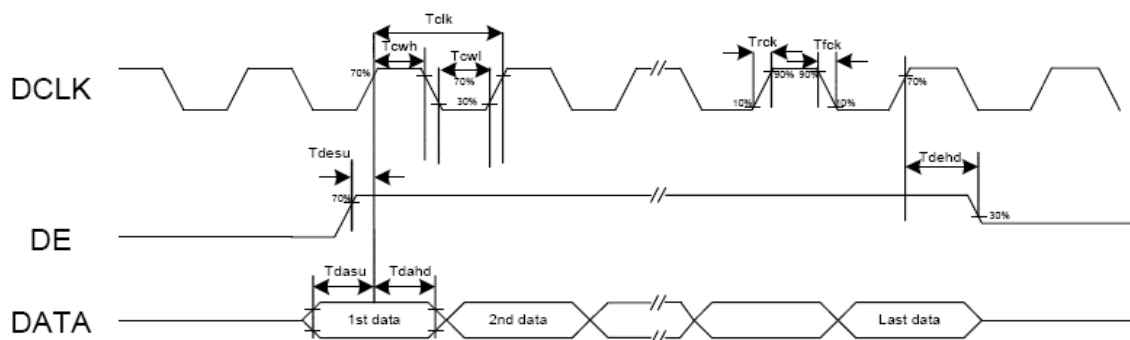 Tclk
Tcwh
Tcwl
Trck
Tfck
DCLK
70%
70%
30%
90%
90%
10%
10%
70%
Tdesu
Tdehd
70%
DE
30%
Tdasu
Tdahd
DATA
1st data
2nd data
Last data